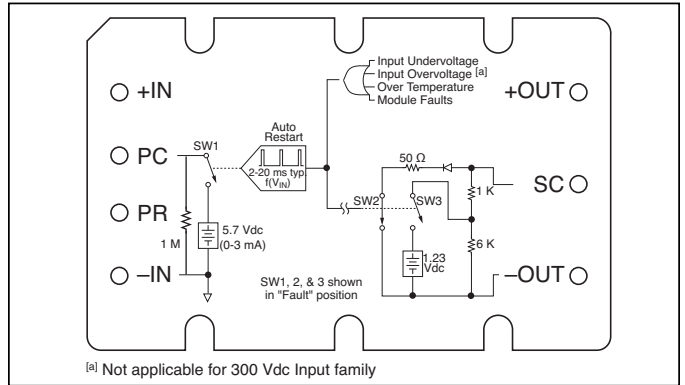 Input Undervoltage
Input Overvoltage [a]
Over Temperature
Module Faults
+IN
+OUT
Auto
Restart
PC
SW1
2-20 ms typ.
f(VIN)
50 Ω
SC
SW2
SW3
1 K
PR
5.7 Vdc
(0-3 mA)
1 M
6 K
1.23
Vdc
–IN
–OUT
SW1, 2, & 3 shown
in "Fault" position
[a] Not applicable for 300 Vdc Input family